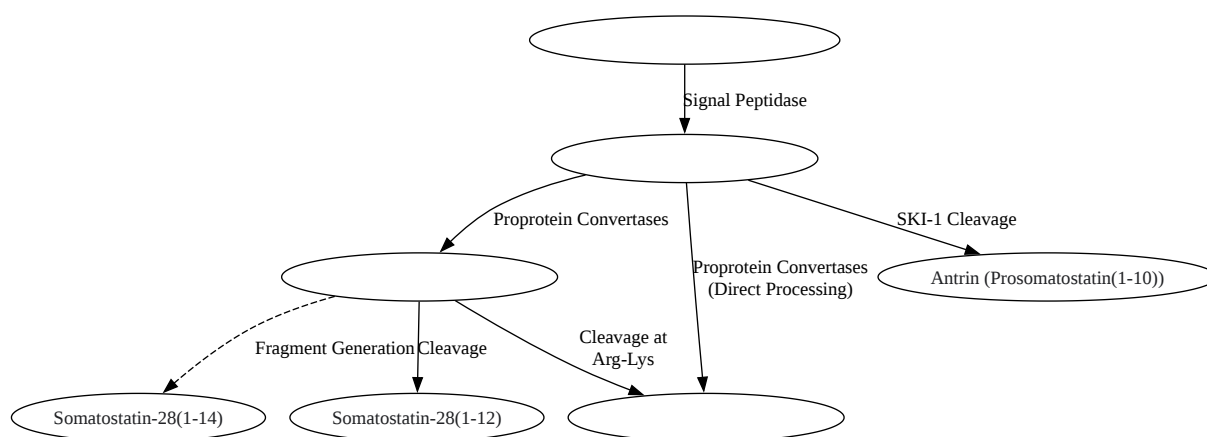 Signal Peptidase
Proprotein Convertases
SKI-1 Cleavage
Proprotein Convertases
(Direct Processing)
Antrin (Prosomatostatin(1-10))
Fragment Generation
Cleavage
Cleavage at
Arg-Lys
Somatostatin-28(1-14)
Somatostatin-28(1-12)